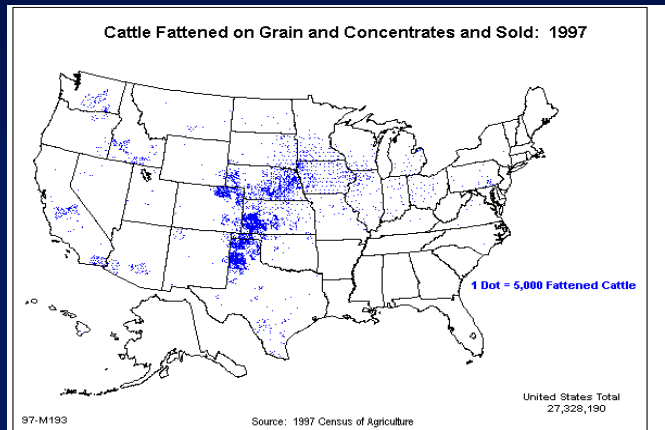 Cattle Fattened on Grain and Concentrates and Sold: 1997
1 Dot = 5,000 Fattened Cattle
United States Total
27,328,190
97-M193
Source: 1997 Census of Agriculture